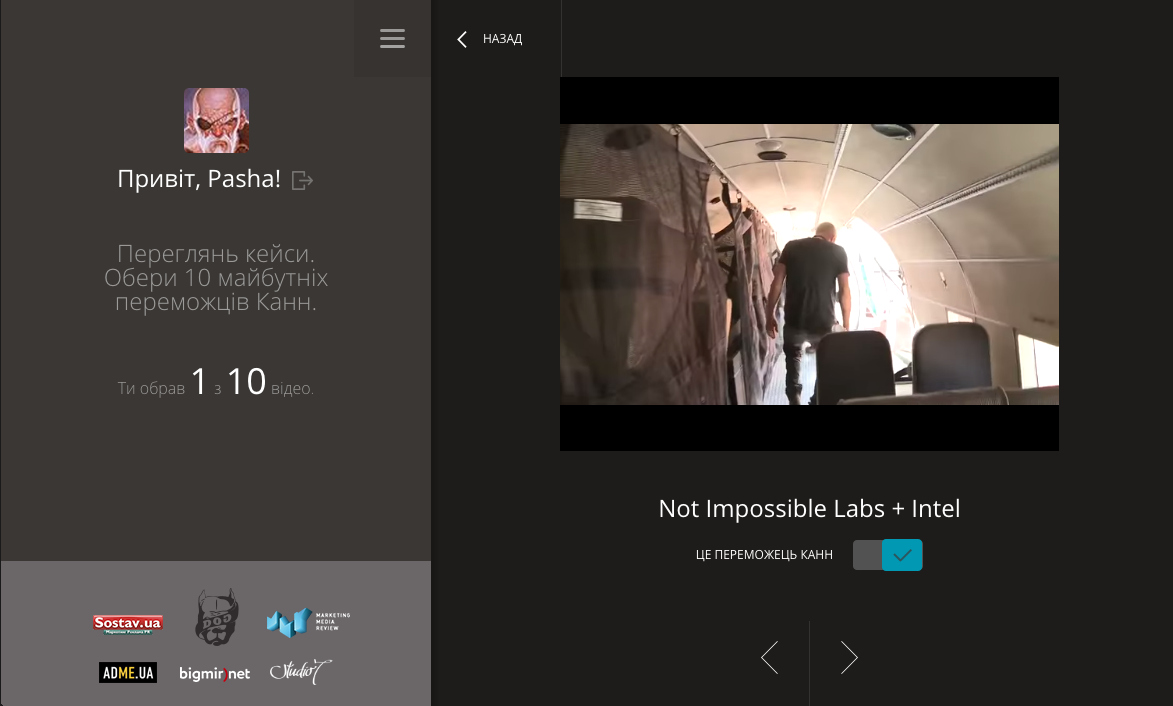 НАЗАД
Привіт, Pasha!
Переглянь кейси.
Обери 10 майбутніх
переможців Канн.
Ти обрав 1 з 10 відео.
Not Impossible Labs + Intel
ЦЕ ПЕРЕМОЖЕЦЬ КАНН
Sostav.ua
DOG
MARKETING
MEDIA
REVIEW
ADME.UA
bigmir)net
Studio7